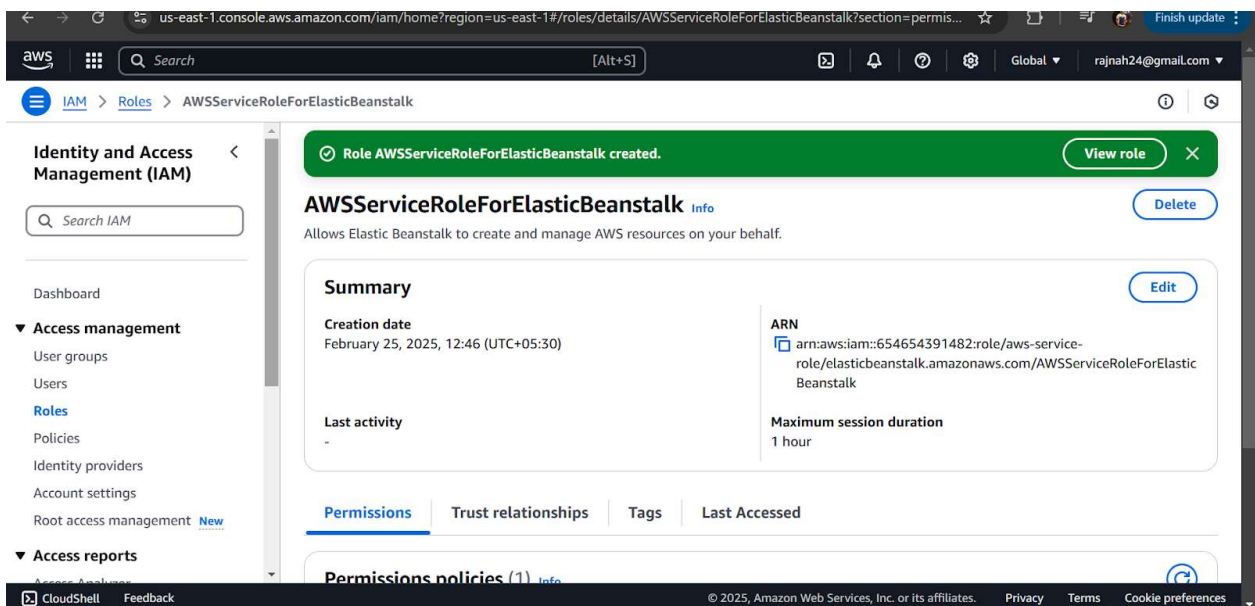 us-east-1.console.aws.amazon.com/iam/home?region=us-east-1#/roles/details/AWSServiceRoleForElasticBeanstalk?section=permis...
Finish update
aws
Search
[Alt+S]
Global
rajnah24@gmail.com
IAM > Roles > AWSServiceRoleForElasticBeanstalk
Identity and Access
Management (IAM)
Search IAM
Dashboard
Access management
User groups
Users
Roles
Policies
Identity providers
Account settings
Root access management New
Access reports
Access Analyzer
Role AWSServiceRoleForElasticBeanstalk created.
View role
AWSServiceRoleForElasticBeanstalk Info
Delete
Allows Elastic Beanstalk to create and manage AWS resources on your behalf.
Summary
Edit
Creation date
February 25, 2025, 12:46 (UTC+05:30)
ARN
arn:aws:iam::654654391482:role/aws-service-
role/elasticbeanstalk.amazonaws.com/AWSServiceRoleForElastic
Beanstalk
Last activity
-
Maximum session duration
1 hour
Permissions
Trust relationships
Tags
Last Accessed
Permissions policies (1) Info
CloudShell
Feedback
© 2025, Amazon Web Services, Inc. or its affiliates.
Privacy
Terms
Cookie preferences